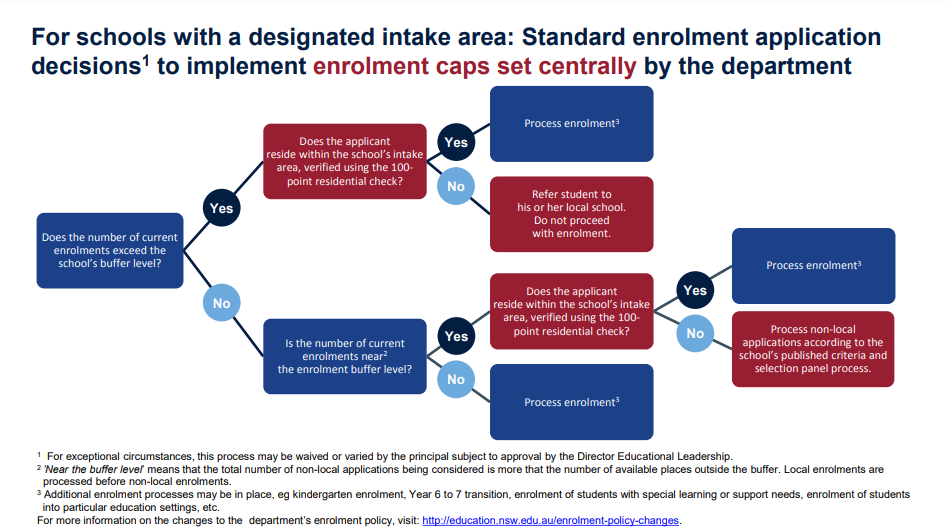 For schools with a designated intake area: Standard enrolment application
decisions¹ to implement enrolment caps set centrally by the department
Does the number of current
enrolments exceed the
school's buffer level?
Yes
Does the applicant
reside within the school's intake
area, verified using the 100-
point residential check?
Yes
Process enrolment³
No
Refer student to
his or her local school.
Do not proceed
with enrolment.
No
Is the number of current
enrolments near²
the enrolment buffer level?
Yes
Does the applicant
reside within the school's intake
area, verified using the 100-
point residential check?
Yes
Process enrolment³
No
Process non-local
applications according to the
school's published criteria and
selection panel process.
No
Process enrolment³
¹ For exceptional circumstances, this process may be waived or varied by the principal subject to approval by the Director Educational Leadership.
² 'Near the buffer level' means that the total number of non-local applications being considered is more that the number of available places outside the buffer. Local enrolments are
processed before non-local enrolments.
³ Additional enrolment processes may be in place, eg kindergarten enrolment, Year 6 to 7 transition, enrolment of students with special learning or support needs, enrolment of students
into particular education settings, etc.
For more information on the changes to the department's enrolment policy, visit: http://education.nsw.edu.au/enrolment-policy-changes.